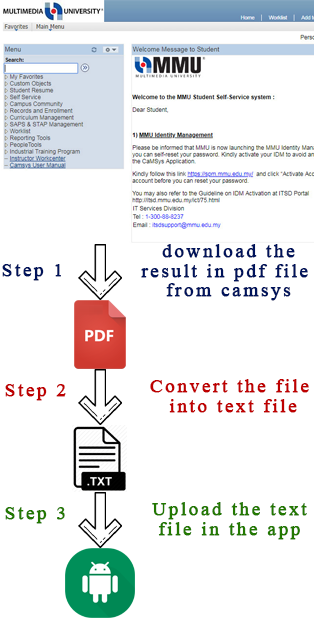 MULTIMEDIA UNIVERSITY
Home | Worklist | Add t
Favorites Main Menu
Perso
Menu
Search:
My Favorites
Custom Objects
Student Resume
Self Service
Campus Community
Records and Enrollment
Curriculum Management
SAPS & STAP Management
Worklist
Reporting Tools
PeopleTools
Industrial Training Program
Instructor Workcenter
Camsys User Manual
Welcome Message to Student
MMU
MULTIMEDIA UNIVERSITY
Welcome to the MMU Student Self-Service system :
Dear Student,
1) MMU Identity Management
Please be informed that MMU is now launching the MMU Identity Mana
you can self-reset your password. Kindly activate your IDM to avoid an
the CaMSys Application.
Kindly follow this link https://som.mmu.edu.my/ and click "Activate Acc
account before you can reset your password.
You may also refer to the Guideline on IDM Activation at ITSD Portal
http://itsd.mmu.edu.my/ict/75.html
IT Services Division
Tel : 1-300-88-8237
Email : itsdsupport@mmu.edu.my
Step 1
download the
result in pdf file
from camsys
PDF
Step 2
Convert the file
into text file
.TXT
Step 3
Upload the text
file in the app